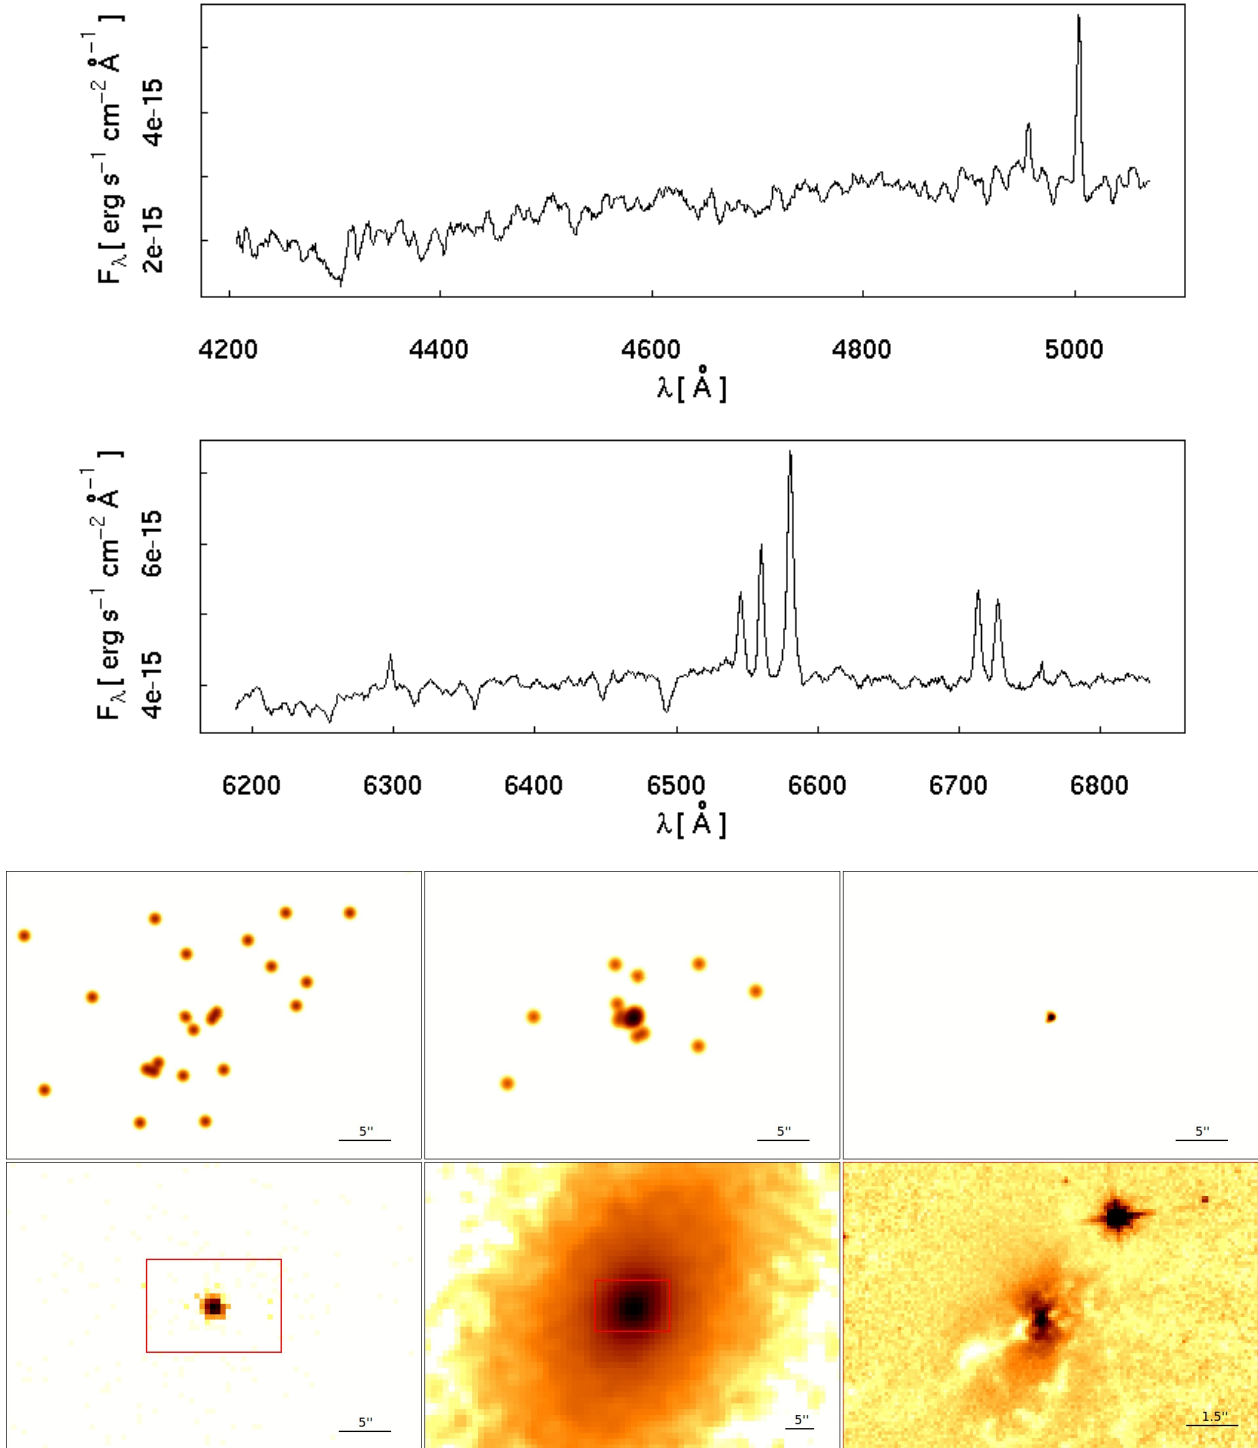 F_λ [ erg s⁻¹ cm⁻² Å⁻¹ ]
4e-15
2e-15
4200 4400 4600 4800 5000
λ [ Å ]
F_λ [ erg s⁻¹ cm⁻² Å⁻¹ ]
6e-15
4e-15
6200 6300 6400 6500 6600 6700 6800
λ [ Å ]
5" 5" 5"
5" 5" 1.5"